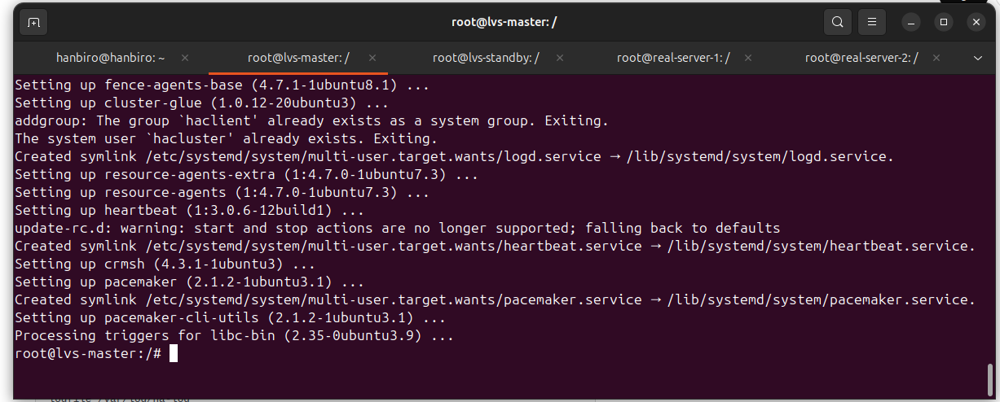 root@lvs-master: /
hanbiro@hanbiro: ~ × root@lvs-master: / × root@lvs-standby: / × root@real-server-1: / × root@real-server-2: / ×
Setting up fence-agents-base (4.7.1-1ubuntu8.1) ...
Setting up cluster-glue (1.0.12-20ubuntu3) ...
addgroup: The group `haclient' already exists as a system group. Exiting.
The system user `hacluster' already exists. Exiting.
Created symlink /etc/systemd/system/multi-user.target.wants/logd.service → /lib/systemd/system/logd.service.
Setting up resource-agents-extra (1:4.7.0-1ubuntu7.3) ...
Setting up resource-agents (1:4.7.0-1ubuntu7.3) ...
Setting up heartbeat (1:3.0.6-12build1) ...
update-rc.d: warning: start and stop actions are no longer supported; falling back to defaults
Created symlink /etc/systemd/system/multi-user.target.wants/heartbeat.service → /lib/systemd/system/heartbeat.service.
Setting up crmsh (4.3.1-1ubuntu3) ...
Setting up pacemaker (2.1.2-1ubuntu3.1) ...
Created symlink /etc/systemd/system/multi-user.target.wants/pacemaker.service → /lib/systemd/system/pacemaker.service.
Setting up pacemaker-cli-utils (2.1.2-1ubuntu3.1) ...
Processing triggers for libc-bin (2.35-0ubuntu3.9) ...
root@lvs-master:/#